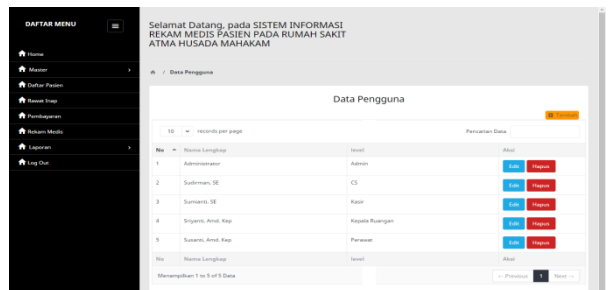 DAFTAR MENU
Home
Master
Daftar Pasien
Rawat Inap
Pembayaran
Rekam Medis
Laporan
Log Out
Selamat Datang, pada SISTEM INFORMASI
REKAM MEDIS PASIEN PADA RUMAH SAKIT
ATMA HUSADA MAHAKAM
/ Data Pengguna
Data Pengguna
Tambah
10 records per page Pencarian Data
No Nama Lengkap level Aksi
1 Administrator Admin Edit Hapus
2 Sudirman, SE CS Edit Hapus
3 Sumianti, SE Kasir Edit Hapus
4 Sriyanti, Amd. Kep Kepala Ruangan Edit Hapus
5 Susanti, Amd. Kep Perawat Edit Hapus
No Nama Lengkap level Aksi
Menampilkan 1 to 5 of 5 Data ← Previous 1 Next →